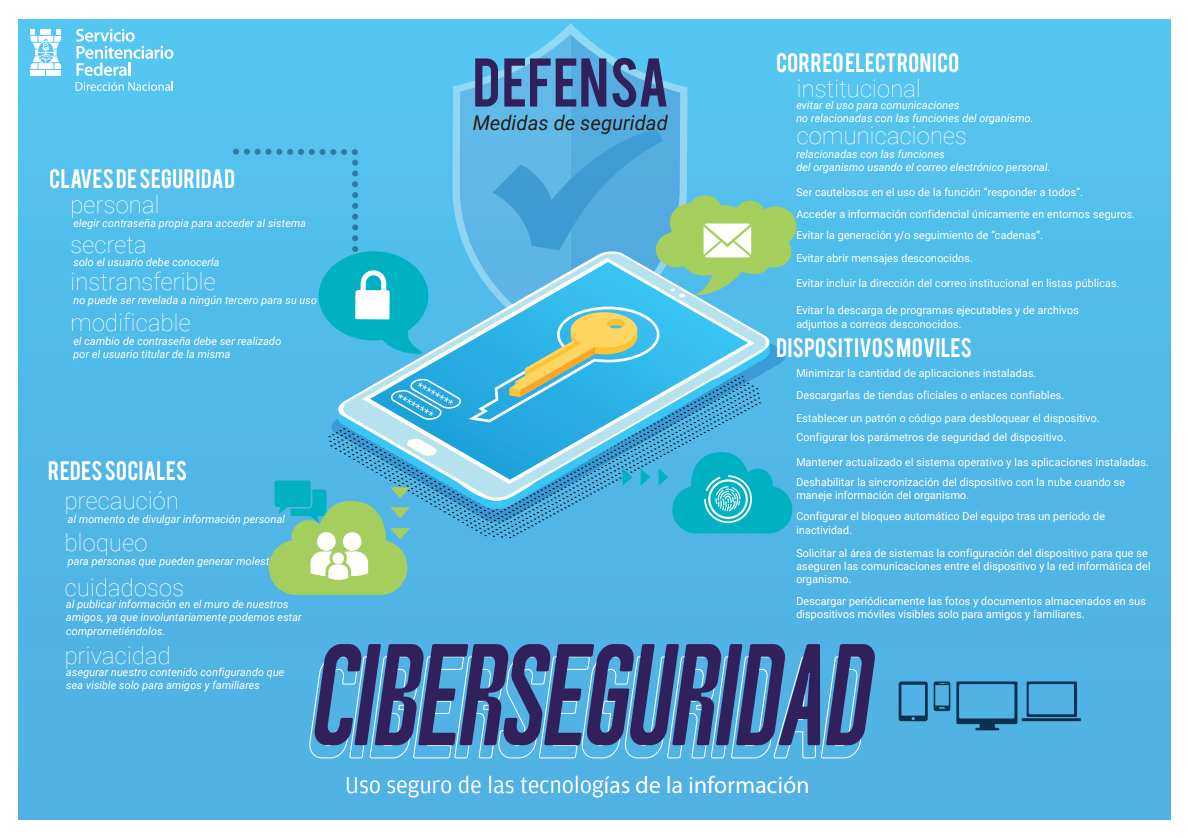 Servicio
Penitenciario
Federal
Dirección Nacional
DEFENSA
Medidas de seguridad
CLAVES DE SEGURIDAD
personal
elegir contraseña propia para acceder al sistema
secreta
solo el usuario debe conocerla
instransferible
no puede ser revelada a ningún tercero para su uso
modificable
el cambio de contraseña debe ser realizado
por el usuario titular de la misma
REDES SOCIALES
precaución
al momento de divulgar información personal
bloqueo
para personas que pueden generar molest
cuidadosos
al publicar información en el muro de nuestros
amigos, ya que involuntariamente podemos estar
comprometiéndolos.
privacidad
asegurar nuestro contenido configurando que
sea visible solo para amigos y familiares
********
********
CORREO ELECTRONICO
institucional
evitar el uso para comunicaciones
no relacionadas con las funciones del organismo.
comunicaciones
relacionadas con las funciones
del organismo usando el correo electrónico personal.
Ser cautelosos en el uso de la función “responder a todos”.
Acceder a información confidencial únicamente en entornos seguros.
Evitar la generación y/o seguimiento de “cadenas”.
Evitar abrir mensajes desconocidos.
Evitar incluir la dirección del correo institucional en listas públicas.
Evitar la descarga de programas ejecutables y de archivos
adjuntos a correos desconocidos.
DISPOSITIVOS MOVILES
Minimizar la cantidad de aplicaciones instaladas.
Descargarlas de tiendas oficiales o enlaces confiables.
Establecer un patrón o código para desbloquear el dispositivo.
Configurar los parámetros de seguridad del dispositivo.
Mantener actualizado el sistema operativo y las aplicaciones instaladas.
Deshabilitar la sincronización del dispositivo con la nube cuando se
maneje información del organismo.
Configurar el bloqueo automático Del equipo tras un período de
inactividad.
Solicitar al área de sistemas la configuración del dispositivo para que se
aseguren las comunicaciones entre el dispositivo y la red informática del
organismo.
Descargar periódicamente las fotos y documentos almacenados en sus
dispositivos móviles visibles solo para amigos y familiares.
CIBERSEGURIDAD
Uso seguro de las tecnologías de la información